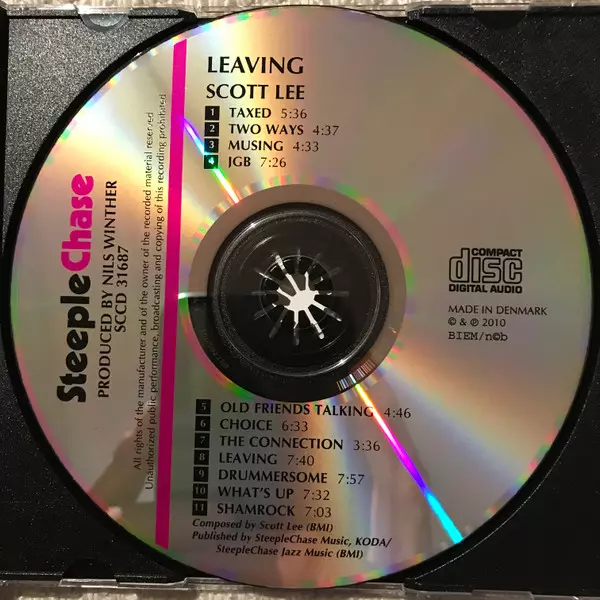 LEAVING
SCOTT LEE
1 TAXED 5:36
2 TWO WAYS 4:37
3 MUSING 4:33
4 JGB 7:26
SteepleChase
PRODUCED BY NILS WINTHER
SCCD 31687
All rights of the manufacturer and of the owner of the recorded material reserved
Unauthorized public performance, broadcasting and copying of this recording prohibited
COMPACT
disc
DIGITAL AUDIO
MADE IN DENMARK
© & ℗ 2010
BIEM/n©b
5 OLD FRIENDS TALKING 4:46
6 CHOICE 6:33
7 THE CONNECTION 3:36
8 LEAVING 7:40
9 DRUMMERSOME 7:57
10 WHAT'S UP 7:32
11 SHAMROCK 7:03
Composed by Scott Lee (BMI)
Published by SteepleChase Music, KODA/
SteepleChase Jazz Music (BMI)